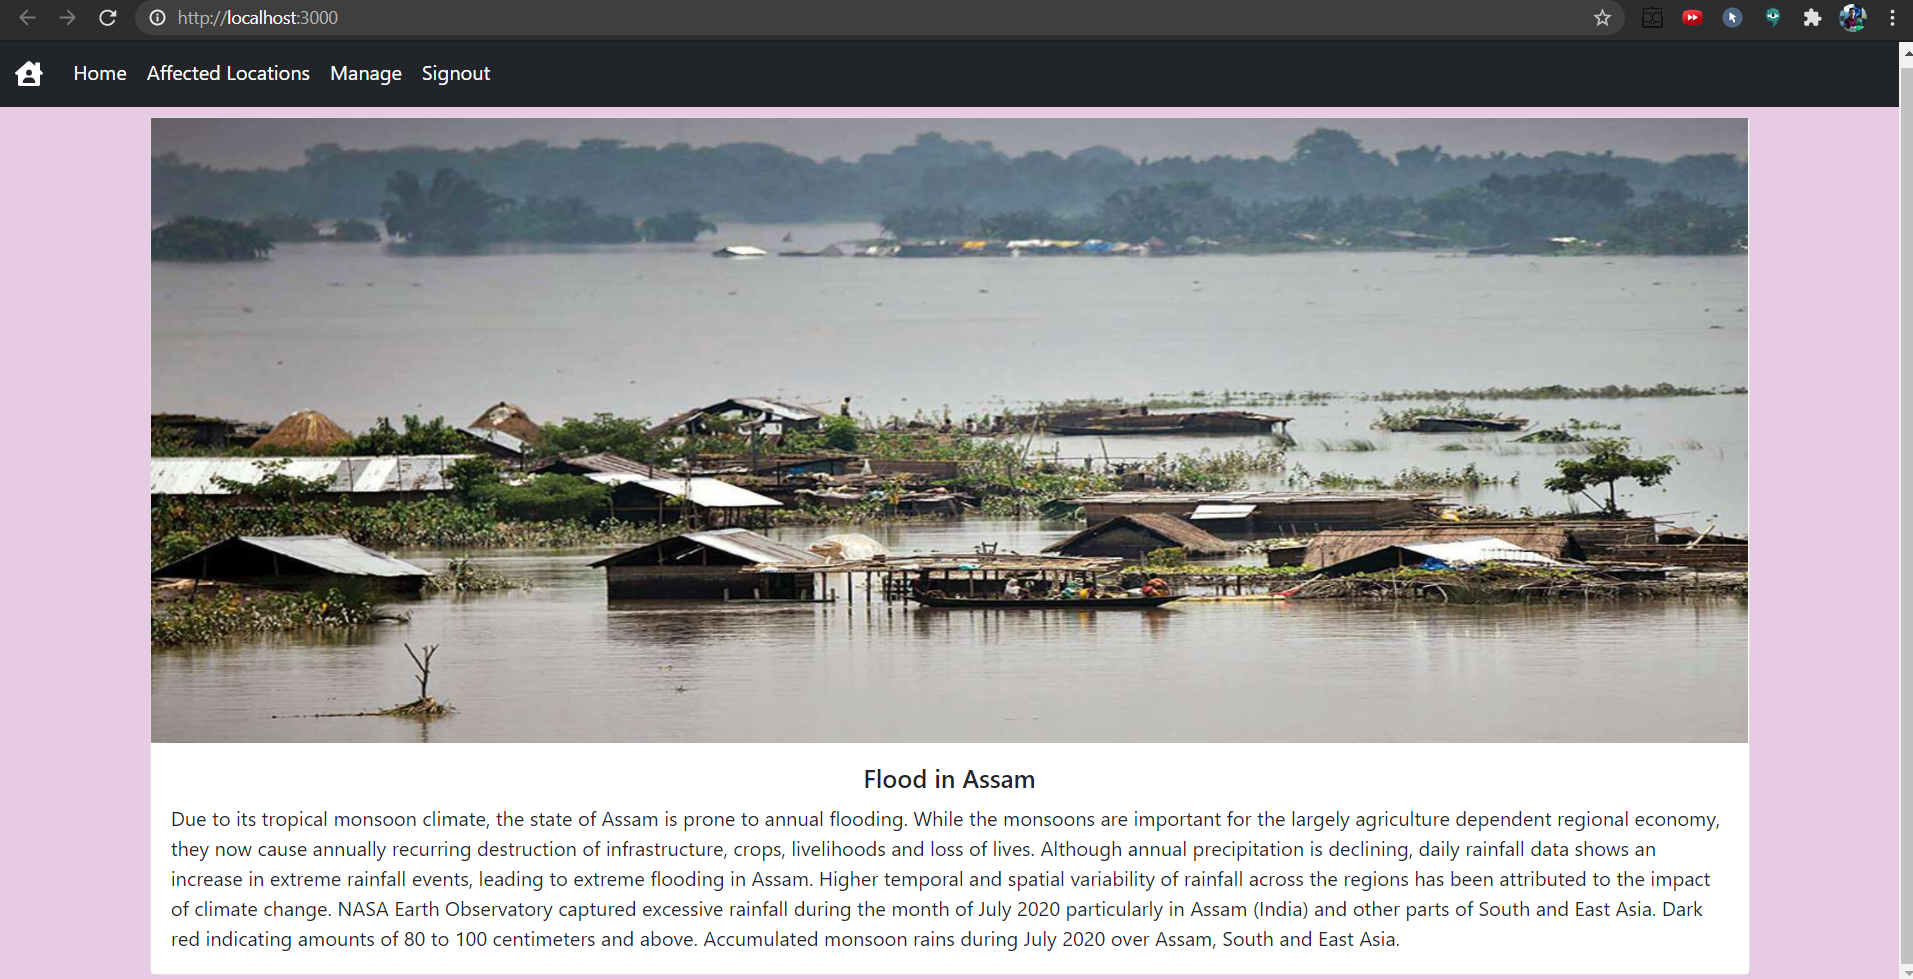 http://localhost:3000
Home Affected Locations Manage Signout
Flood in Assam
Due to its tropical monsoon climate, the state of Assam is prone to annual flooding. While the monsoons are important for the largely agriculture dependent regional economy,
they now cause annually recurring destruction of infrastructure, crops, livelihoods and loss of lives. Although annual precipitation is declining, daily rainfall data shows an
increase in extreme rainfall events, leading to extreme flooding in Assam. Higher temporal and spatial variability of rainfall across the regions has been attributed to the impact
of climate change. NASA Earth Observatory captured excessive rainfall during the month of July 2020 particularly in Assam (India) and other parts of South and East Asia. Dark
red indicating amounts of 80 to 100 centimeters and above. Accumulated monsoon rains during July 2020 over Assam, South and East Asia.